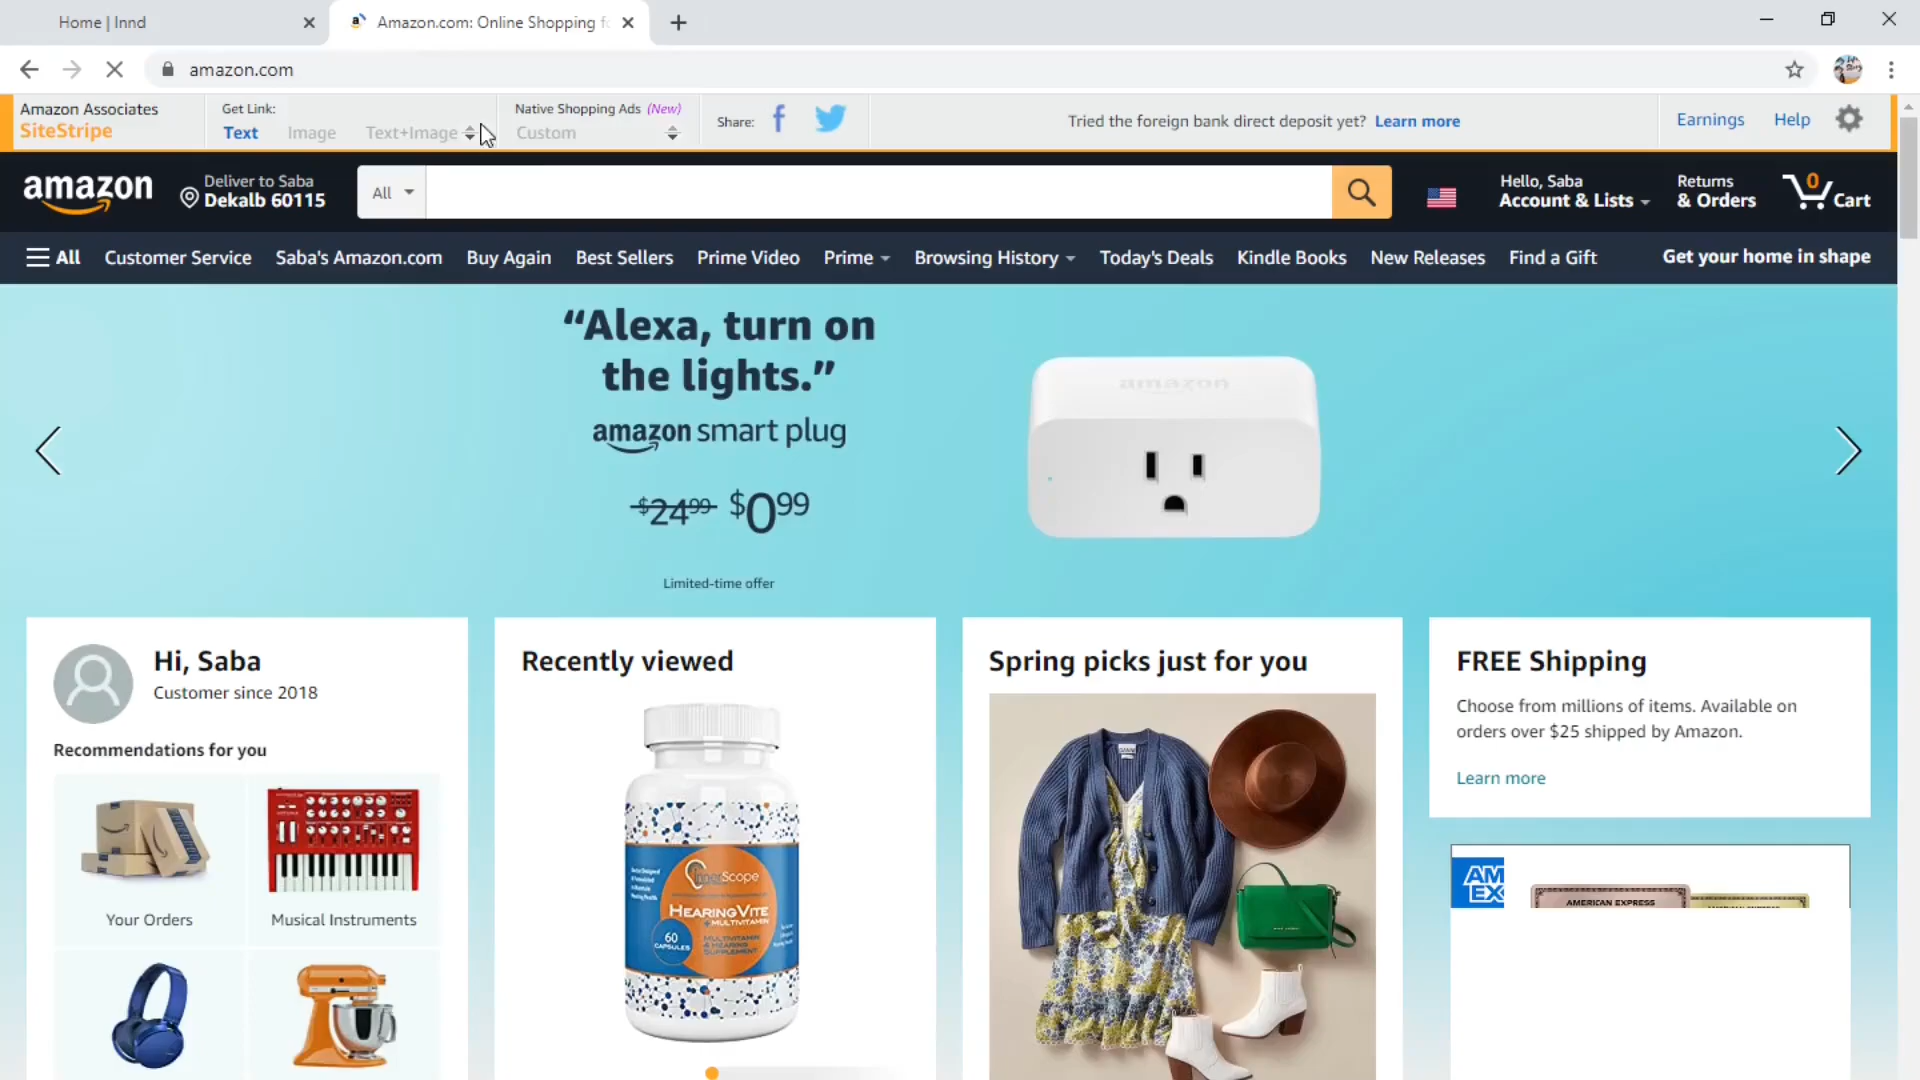 Home | Innd
Amazon.com: Online Shopping fo
amazon.com
Amazon Associates
SiteStripe
Get Link:
Text Image Text+Image
Native Shopping Ads (New)
Custom
Share:
Tried the foreign bank direct deposit yet? Learn more
Earnings Help
amazon
Deliver to Saba
Dekalb 60115
All
Hello, Saba
Account & Lists
Returns
& Orders
0
Cart
All Customer Service Saba's Amazon.com Buy Again Best Sellers Prime Video Prime Browsing History Today's Deals Kindle Books New Releases Find a Gift Get your home in shape
“Alexa, turn on
the lights.”
amazon smart plug
$24.99 $0.99
amazon
Limited-time offer
Hi, Saba
Customer since 2018
Recommendations for you
Your Orders
Musical Instruments
Recently viewed
HEARINGVITE
MULTIVITAMIN
60
CAPSULES
MULTIVITAMIN
& HEARING
SUPPLEMENT
Spring picks just for you
FREE Shipping
Choose from millions of items. Available on
orders over $25 shipped by Amazon.
Learn more
AM
EX
AMERICAN EXPRESS